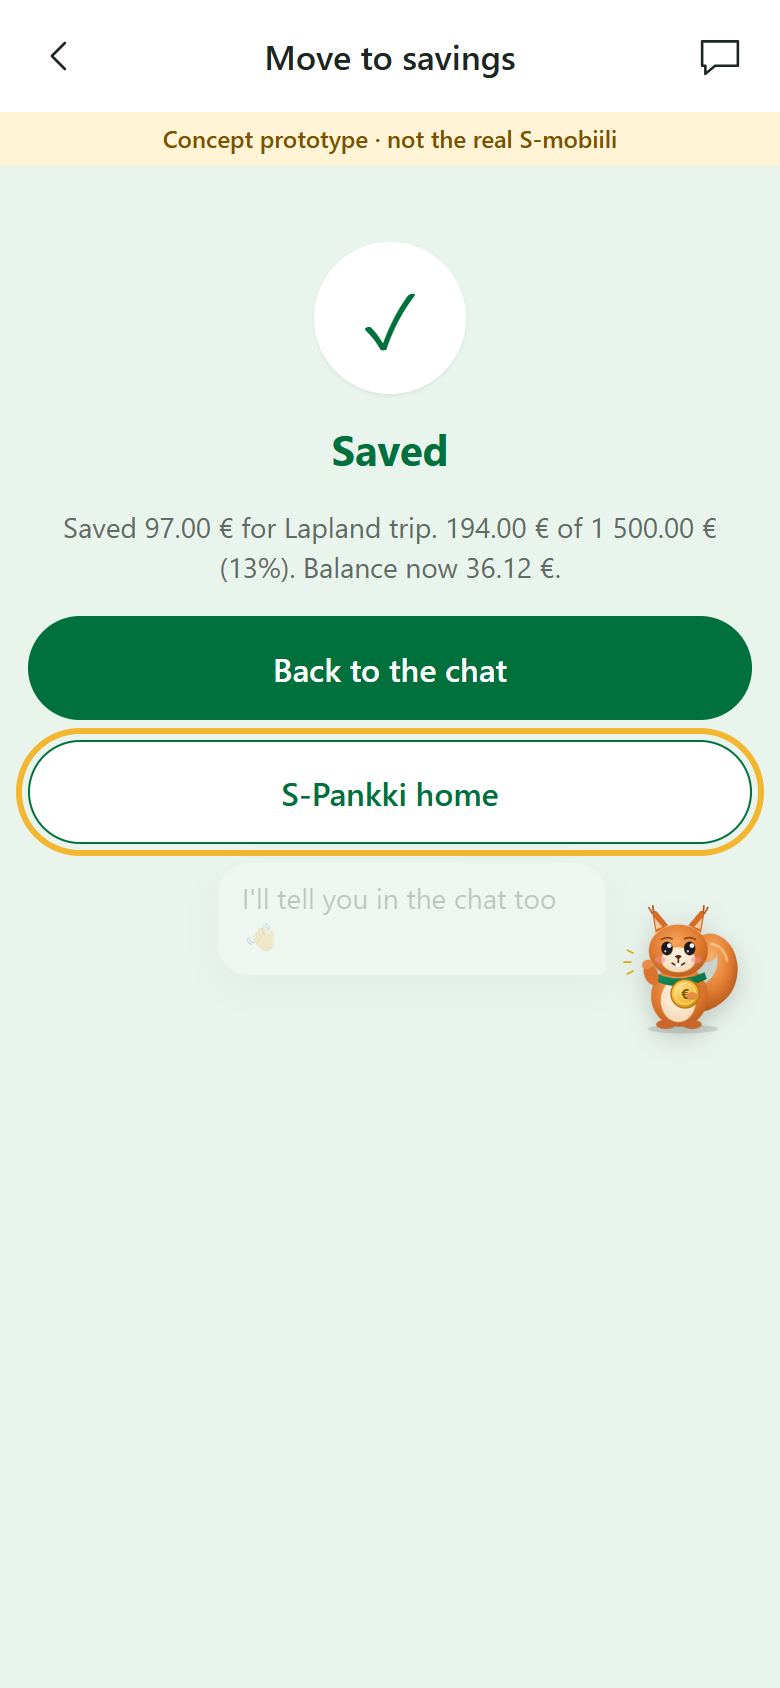 Move to savings
Concept prototype · not the real S-mobiili
Saved
Saved 97.00 € for Lapland trip. 194.00 € of 1 500.00 €
(13%). Balance now 36.12 €.
Back to the chat
S-Pankki home
I'll tell you in the chat too
👋
€